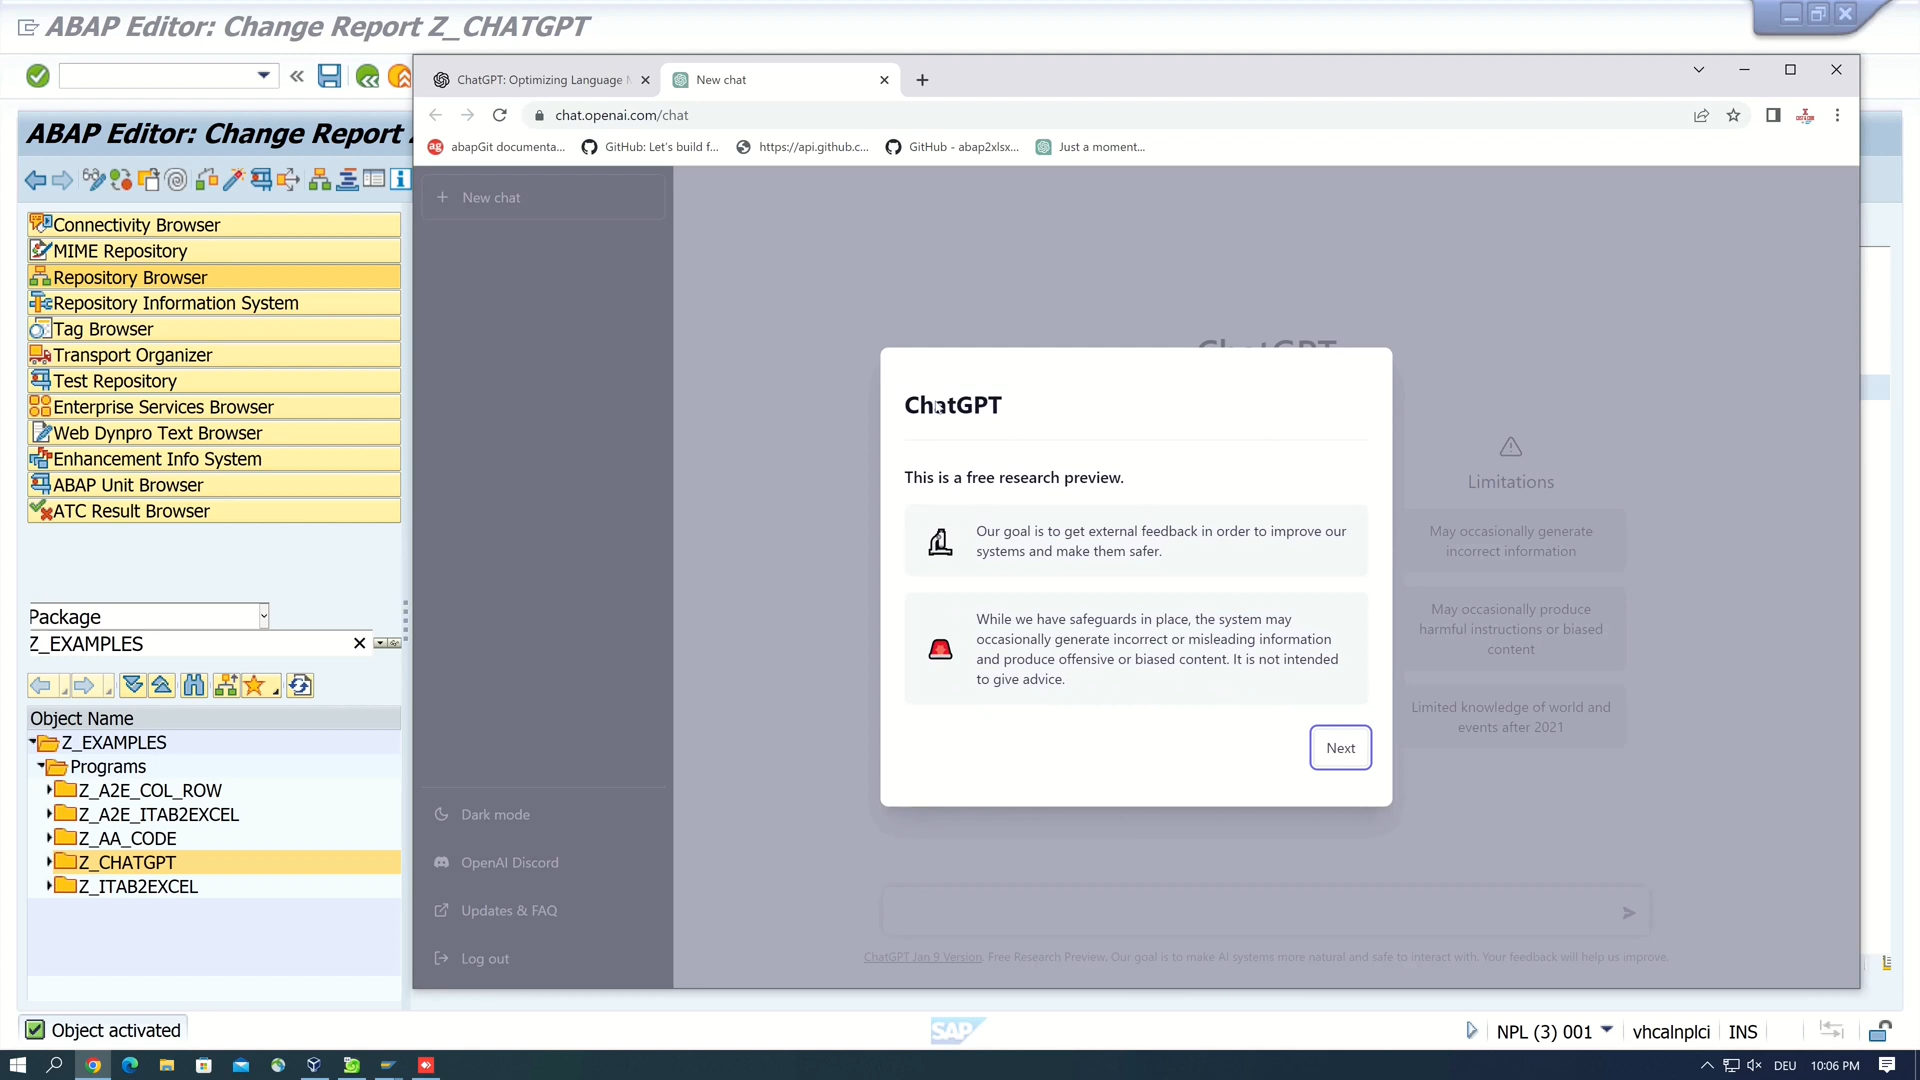 ABAP Editor: Change Report Z_CHATGPT
ABAP Editor: Change Report
ChatGPT: Optimizing Language
New chat
chat.openai.com/chat
abapGit documenta...
GitHub: Let's build f...
https://api.github.c...
GitHub - abap2xlsx...
Just a moment...
Connectivity Browser
MIME Repository
Repository Browser
Repository Information System
Tag Browser
Transport Organizer
Test Repository
Enterprise Services Browser
Web Dynpro Text Browser
Enhancement Info System
ABAP Unit Browser
ATC Result Browser
Package
Z_EXAMPLES
Object Name
Z_EXAMPLES
Programs
Z_A2E_COL_ROW
Z_A2E_ITAB2EXCEL
Z_AA_CODE
Z_CHATGPT
Z_ITAB2EXCEL
New chat
Dark mode
OpenAI Discord
Updates & FAQ
Log out
ChatGPT
ChatGPT
This is a free research preview.
Our goal is to get external feedback in order to improve our
systems and make them safer.
While we have safeguards in place, the system may
occasionally generate incorrect or misleading information
and produce offensive or biased content. It is not intended
to give advice.
Next
Limitations
May occasionally generate
incorrect information
May occasionally produce
harmful instructions or biased
content
Limited knowledge of world and
events after 2021
ChatGPT Jan 9 Version. Free Research Preview. Our goal is to make AI systems more natural and safe to interact with. Your feedback will help us improve.
Object activated
SAP
NPL (3) 001
vhcalnplci
INS
DEU
10:06 PM